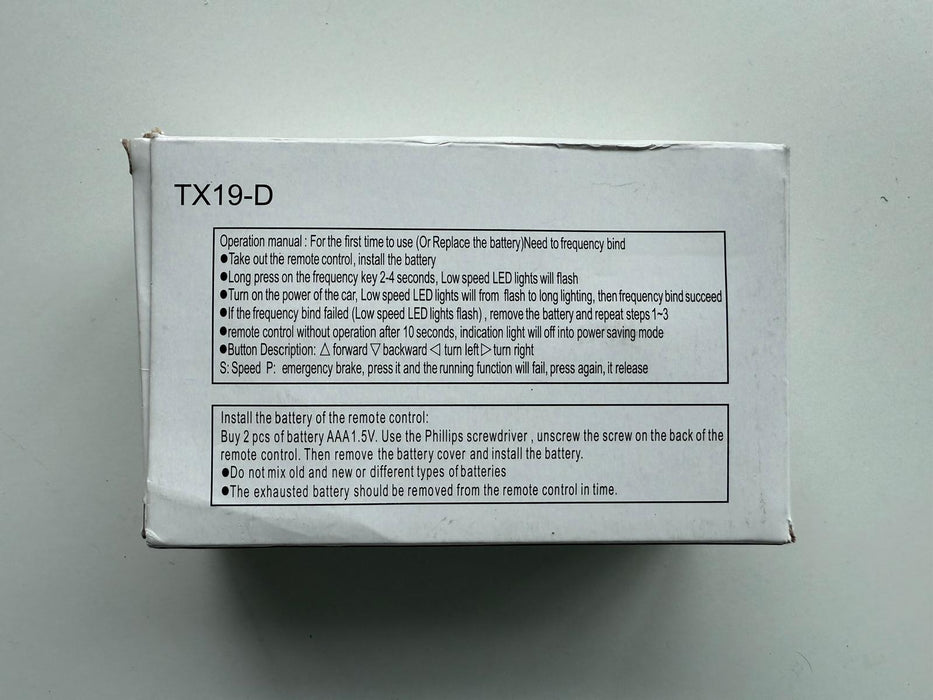 TX19-D
Operation manual : For the first time to use (Or Replace the battery)Need to frequency bind
●Take out the remote control, install the battery
●Long press on the frequency key 2-4 seconds, Low speed LED lights will flash
●Turn on the power of the car, Low speed LED lights will from flash to long lighting, then frequency bind succeed
●If the frequency bind failed (Low speed LED lights flash) , remove the battery and repeat steps 1~3
●remote control without operation after 10 seconds, indication light will off into power saving mode
●Button Description: △ forward ▽ backward ◁ turn left ▷ turn right
S: Speed P: emergency brake, press it and the running function will fail, press again, it release
Install the battery of the remote control:
Buy 2 pcs of battery AAA1.5V. Use the Phillips screwdriver , unscrew the screw on the back of the
remote control. Then remove the battery cover and install the battery.
●Do not mix old and new or different types of batteries
●The exhausted battery should be removed from the remote control in time.